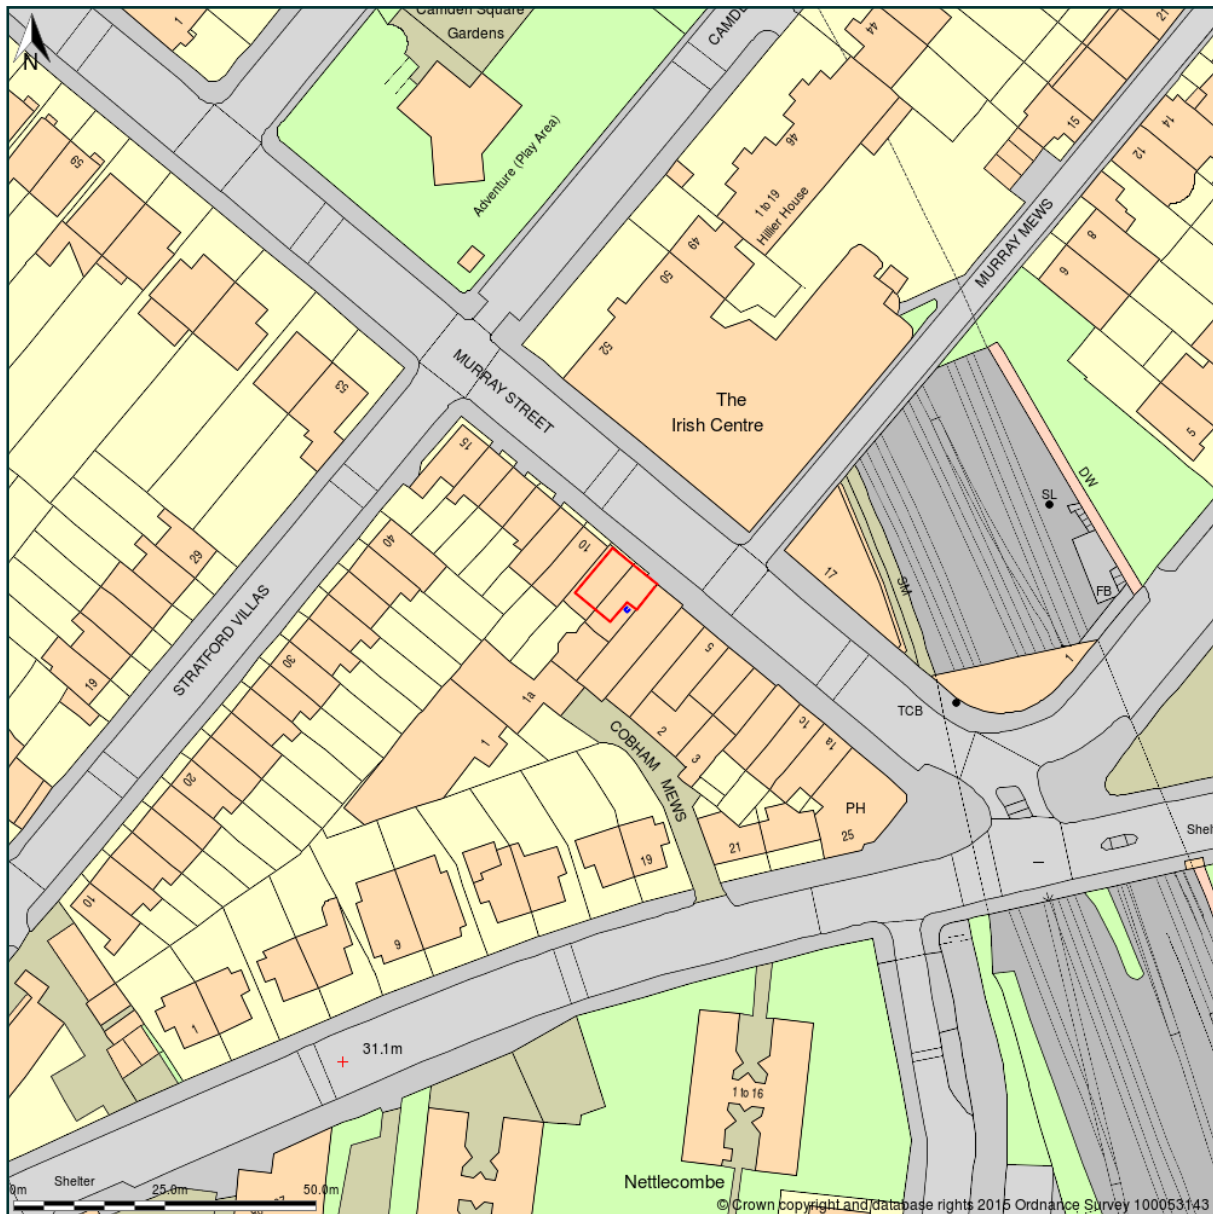 1
Camden Square
Gardens
CAMDE
44
21
N
59
Adventure (Play Area)
46
1 to 19
Hillier House
15
14
12
MURRAY MEWS
8
6
49
50
52
53
MURRAY STREET
The
Irish Centre
5
DW
SL
15
40
10
29
17
SM
FB
STRATFORD VILLAS
30
5
1
19
1a
TCB
COBHAM MEWS
2
3
1c
1a
1
20
PH
25
21
19
Shelt
10
9
1
31.1m
1 to 16
Nettlecombe
Shelter
0m
25.0m
50.0m
© Crown copyright and database rights 2015 Ordnance Survey 100053143